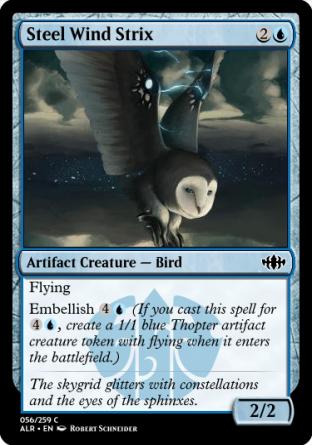 Steel Wind Strix 2
Artifact Creature — Bird
Flying
Embellish 4 (If you cast this spell for
4, create a 1/1 blue Thopter artifact
creature token with flying when it enters
the battlefield.)
The skygrid glitters with constellations
and the eyes of the sphinxes.
2/2
056/259 C
ALR • EN Robert Schneider